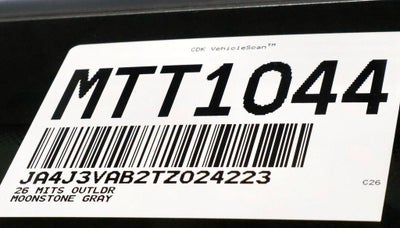 CDK VehicleScan™
MTT1044
JA4J3VAB2TZ024223
26 MITS OUTLDR
MOONSTONE GRAY
C26